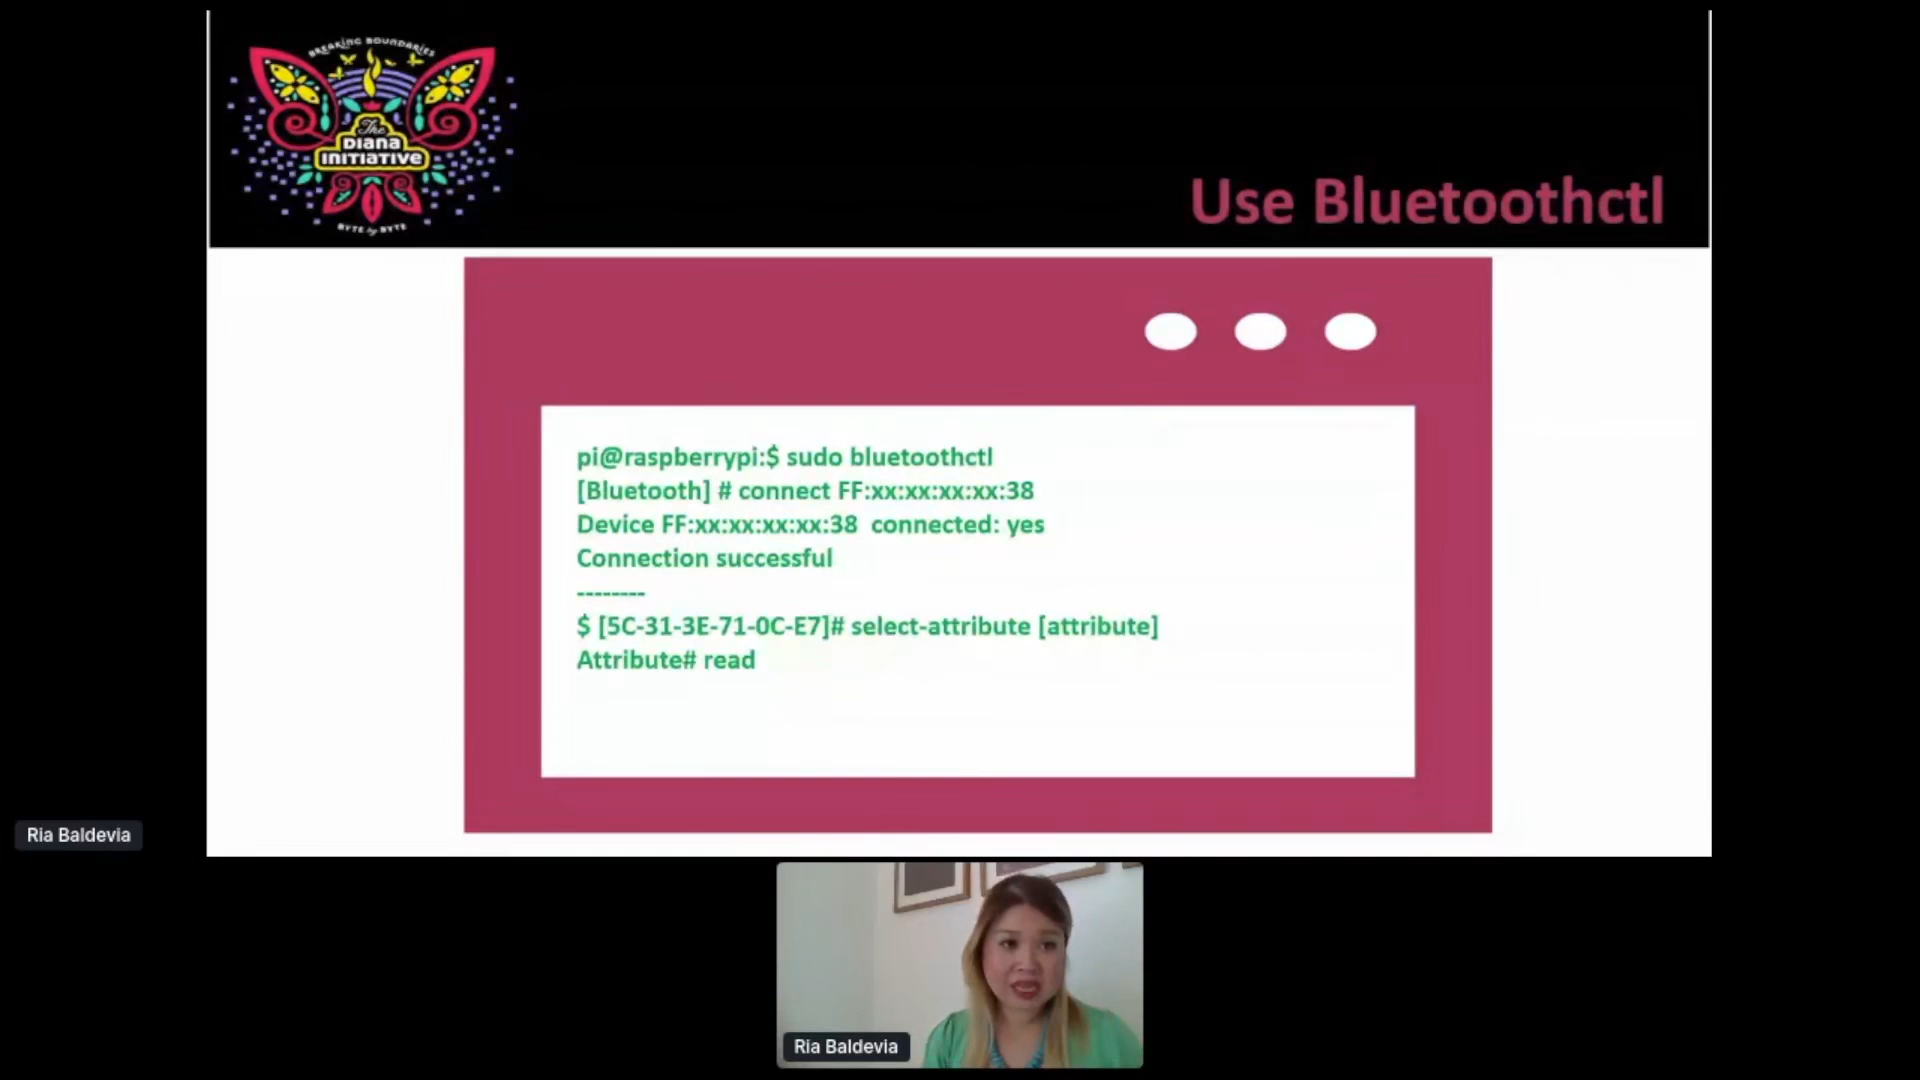 BREAKING BOUNDARIES
The
Diana
INITIATIVE
BYTE by BYTE
Use Bluetoothctl
pi@raspberrypi:$ sudo bluetoothctl
[Bluetooth] # connect FF:xx:xx:xx:xx:38
Device FF:xx:xx:xx:xx:38  connected: yes
Connection successful
--------
$ [5C-31-3E-71-0C-E7]# select-attribute [attribute]
Attribute# read
Ria Baldevia
Ria Baldevia